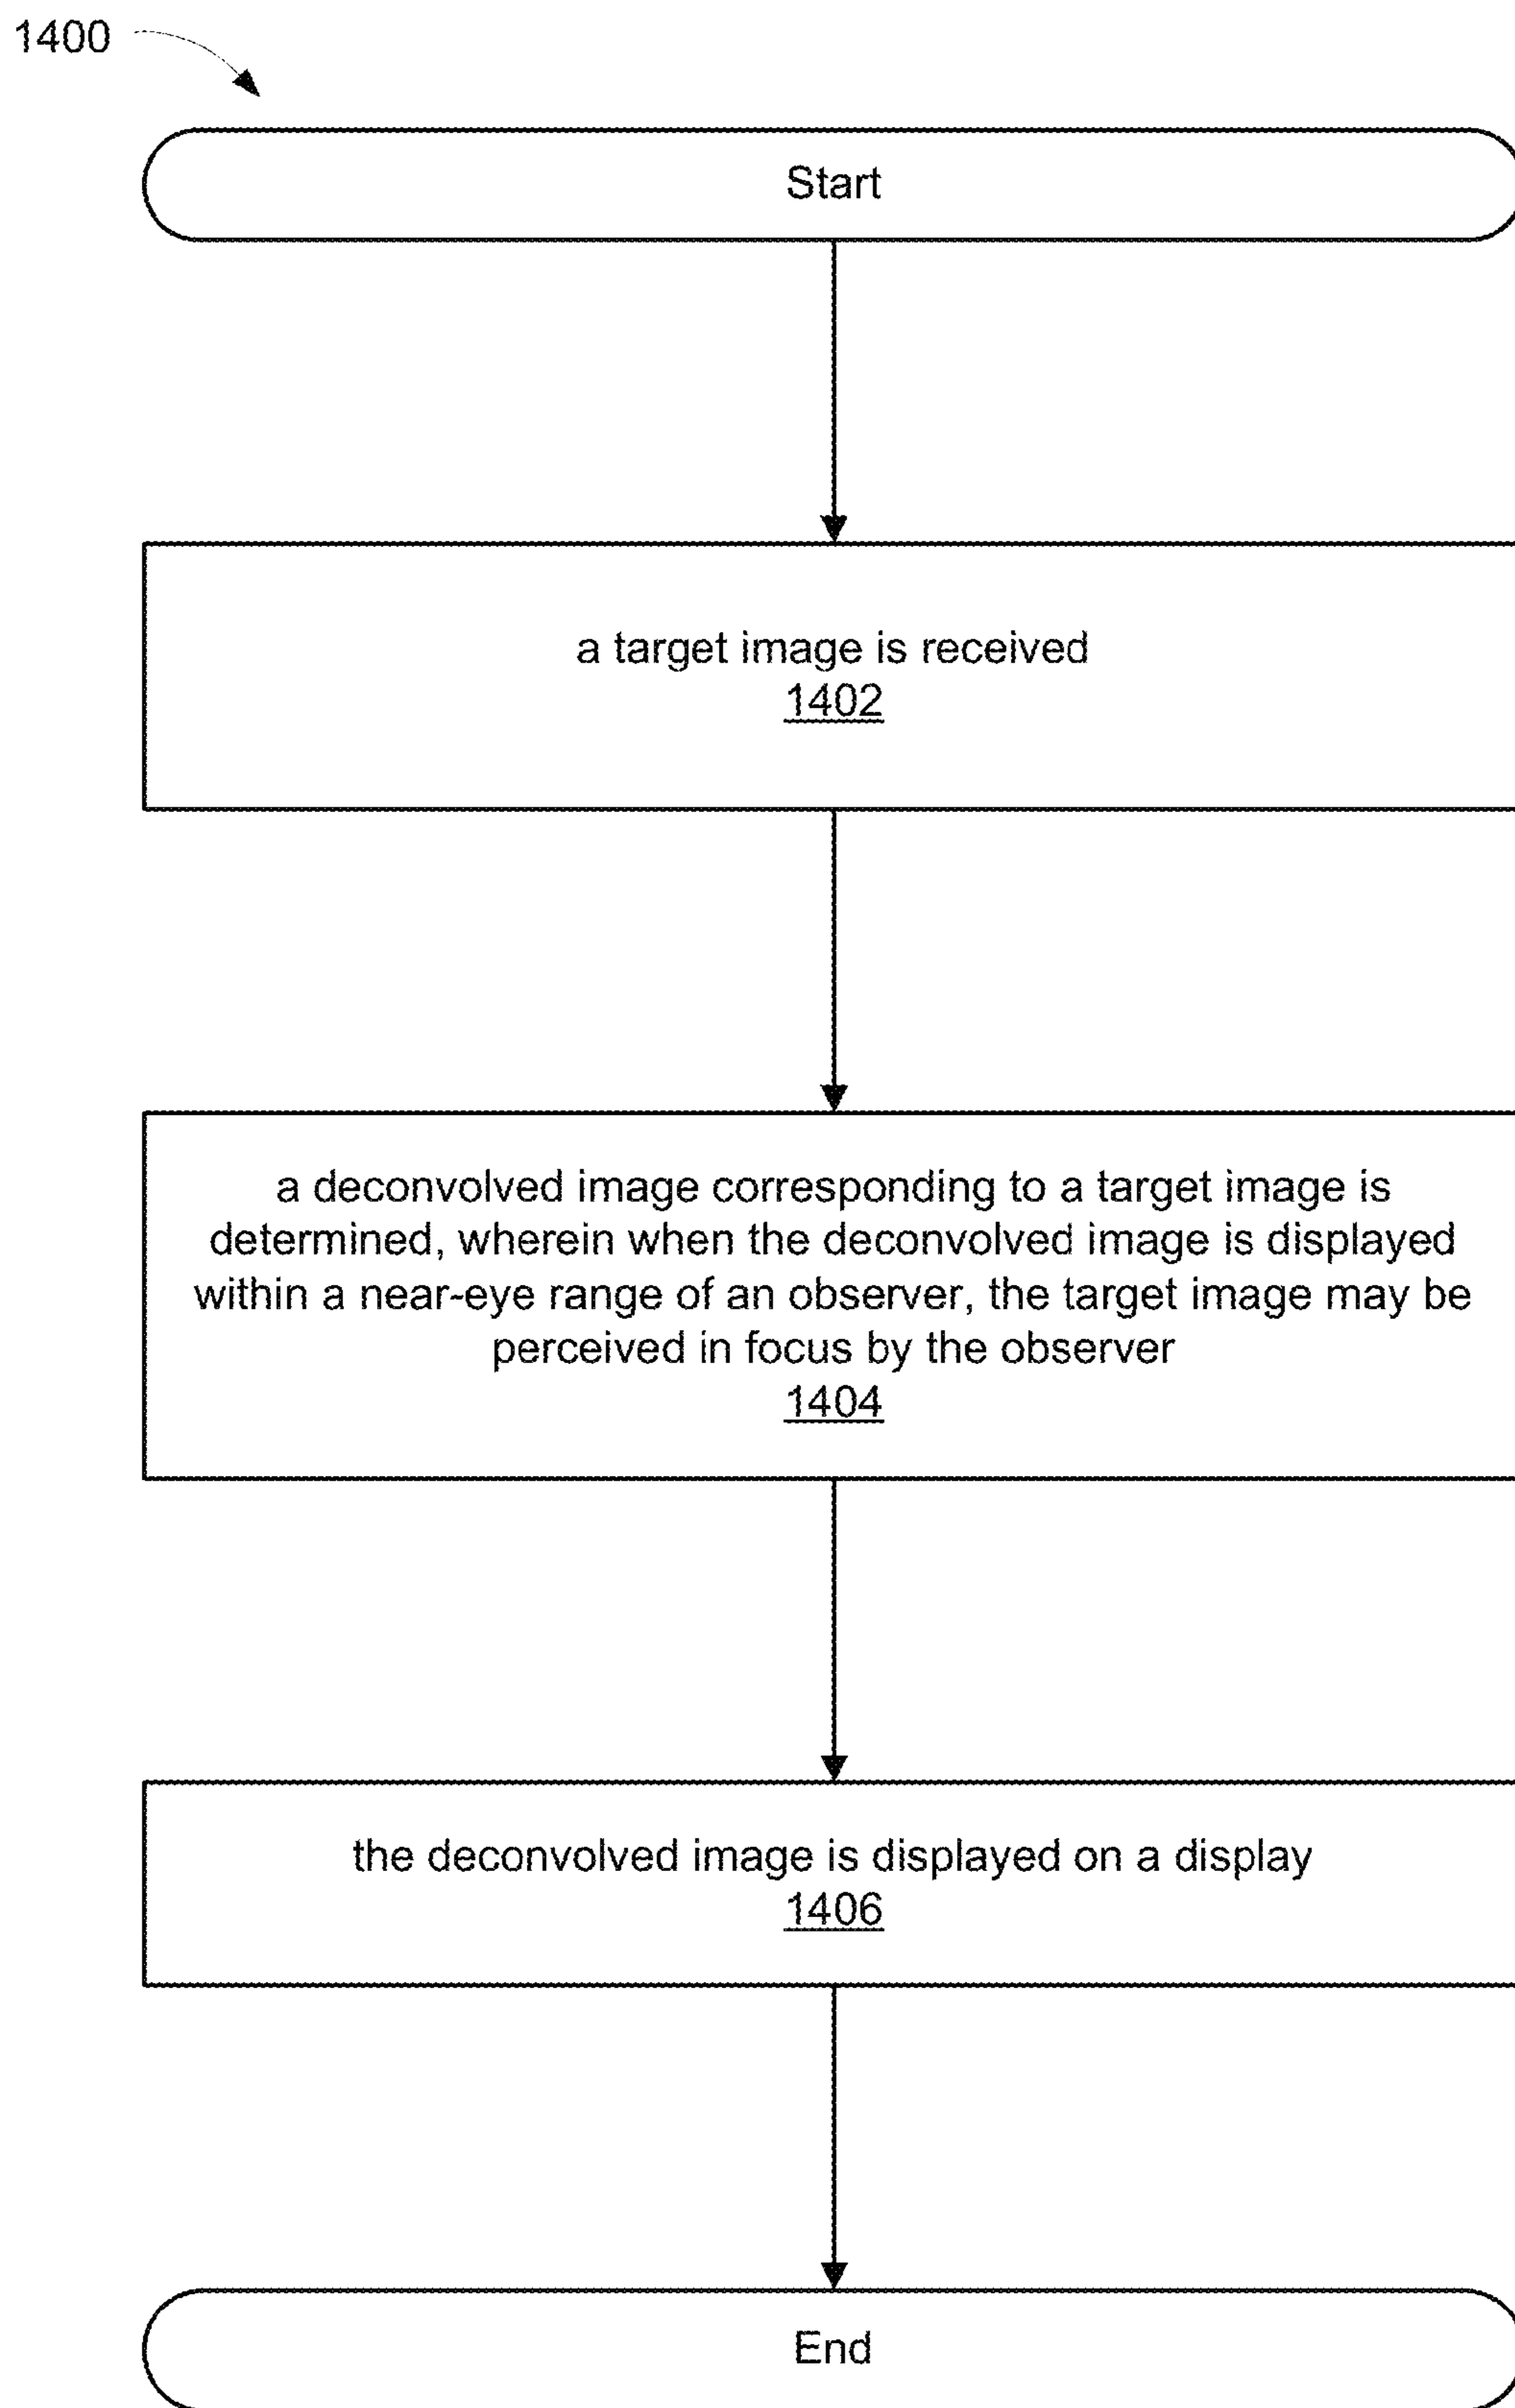 1400
Start
a target image is received
1402
a deconvolved image corresponding to a target image is
determined, wherein when the deconvolved image is displayed
within a near-eye range of an observer, the target image may be
perceived in focus by the observer
1404
the deconvolved image is displayed on a display
1406
End